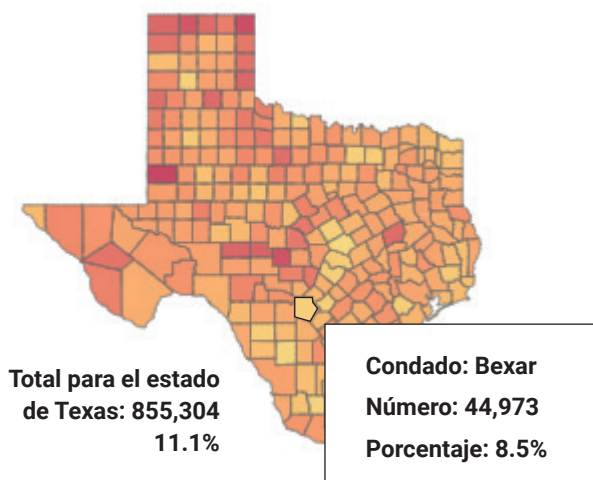 Total para el estado
de Texas: 855,304
11.1%
Condado: Bexar
Número: 44,973
Porcentaje: 8.5%